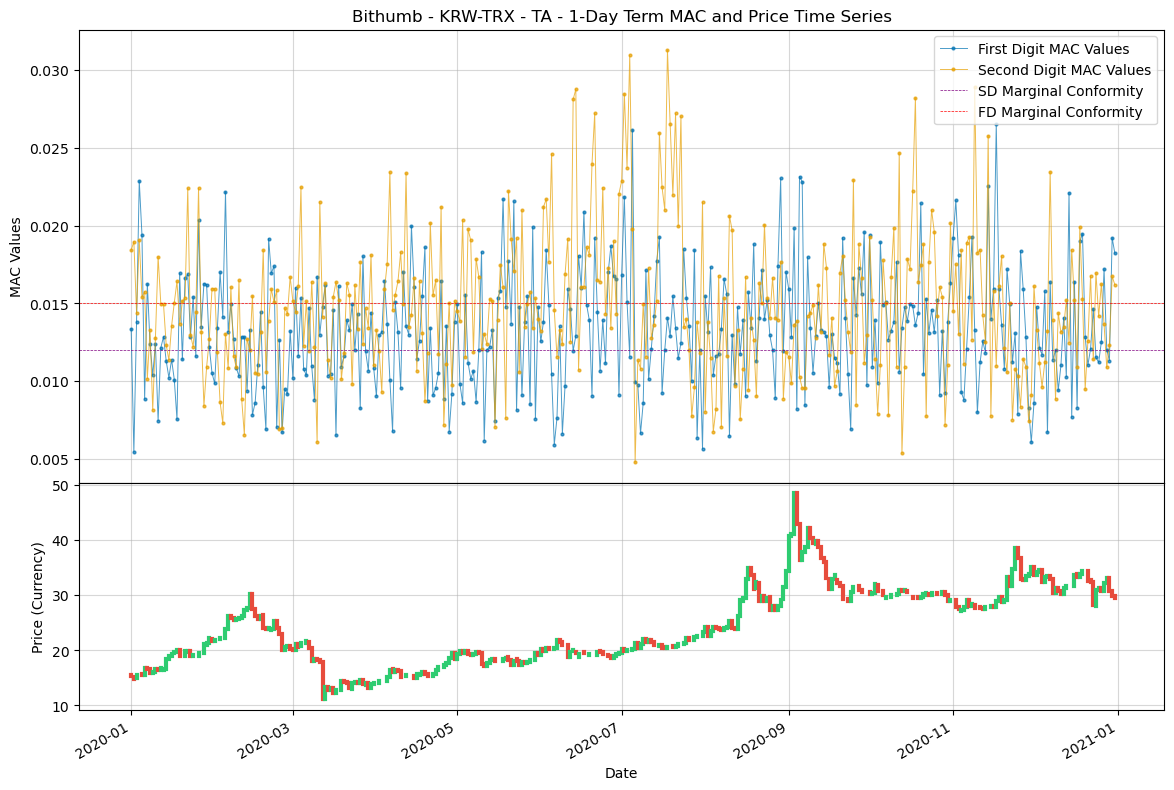 Bithumb - KRW-TRX - TA - 1-Day Term MAC and Price Time Series
First Digit MAC Values
Second Digit MAC Values
SD Marginal Conformity
FD Marginal Conformity
MAC Values
0.030
0.025
0.020
0.015
0.010
0.005
Price (Currency)
50
40
30
20
10
2020-01
2020-03
2020-05
2020-07
2020-09
2020-11
2021-01
Date